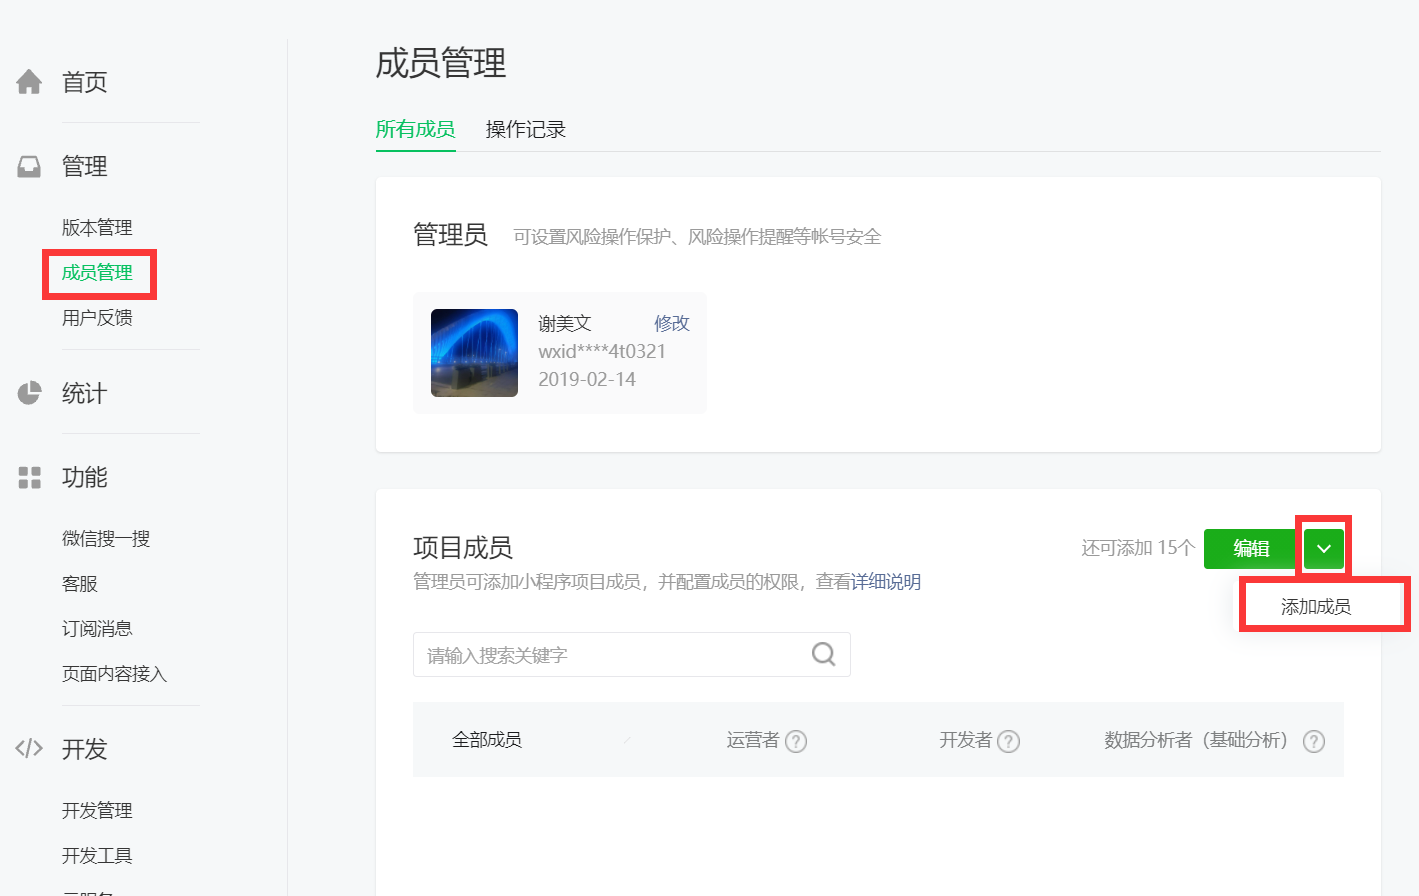 首页
管理
版本管理
成员管理
用户反馈
统计
功能
微信搜一搜
客服
订阅消息
页面内容接入
开发
开发管理
开发工具
成员管理
所有成员 操作记录
管理员 可设置风险操作保护、风险操作提醒等帐号安全
谢美文 修改
wxid****4t0321
2019-02-14
项目成员 还可添加 15个 编辑
管理员可添加小程序项目成员，并配置成员的权限，查看详细说明
添加成员
请输入搜索关键字
全部成员 运营者 ? 开发者 ? 数据分析者（基础分析） ?